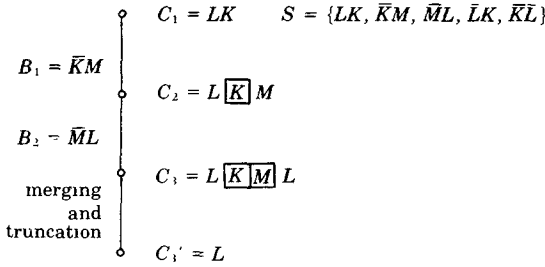 C₁ = LK S = {LK, K̄M, M̄L, L̄K, K̄L̄}
B₁ = K̄M
C₂ = L K M
B₂ = M̄L
C₃ = L K M L
merging
and
truncation
C₃′ = L